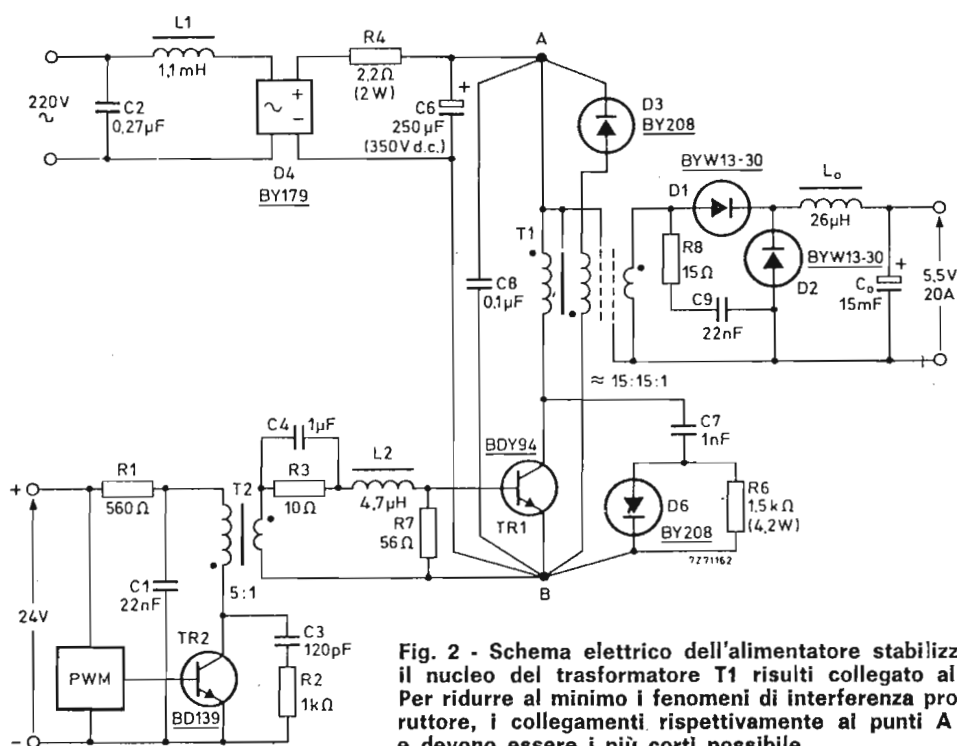 L1
1,1mH
220V
~
C2
0,27µF
~
+
−
D4
BY179
R4
2,2Ω
(2W)
+
C6
250µF
(350V d.c.)
A
D3
BY208
BYW13-30
D1
L₀
26µH
R8
15Ω
BYW13-30
D2
C9
22nF
+
C₀
15mF
5,5V
20A
T1
C8
0,1µF
≈ 15:15:1
C7
1nF
BDY94
TR1
D6
BY208
R6
1,5kΩ
(4,2W)
7Z71162
B
C4
1µF
R3
10Ω
L2
4,7µH
R7
56Ω
+
R1
560Ω
T2
5:1
C1
22nF
24V
TR2
C3
120pF
R2
1kΩ
PWM
BD139
−
Fig. 2 - Schema elettrico dell'alimentatore stabilizz
il nucleo del trasformatore T1 risulti collegato al
Per ridurre al minimo i fenomeni di interferenza pro
ruttore, i collegamenti rispettivamente ai punti A
e devono essere i più corti possibile